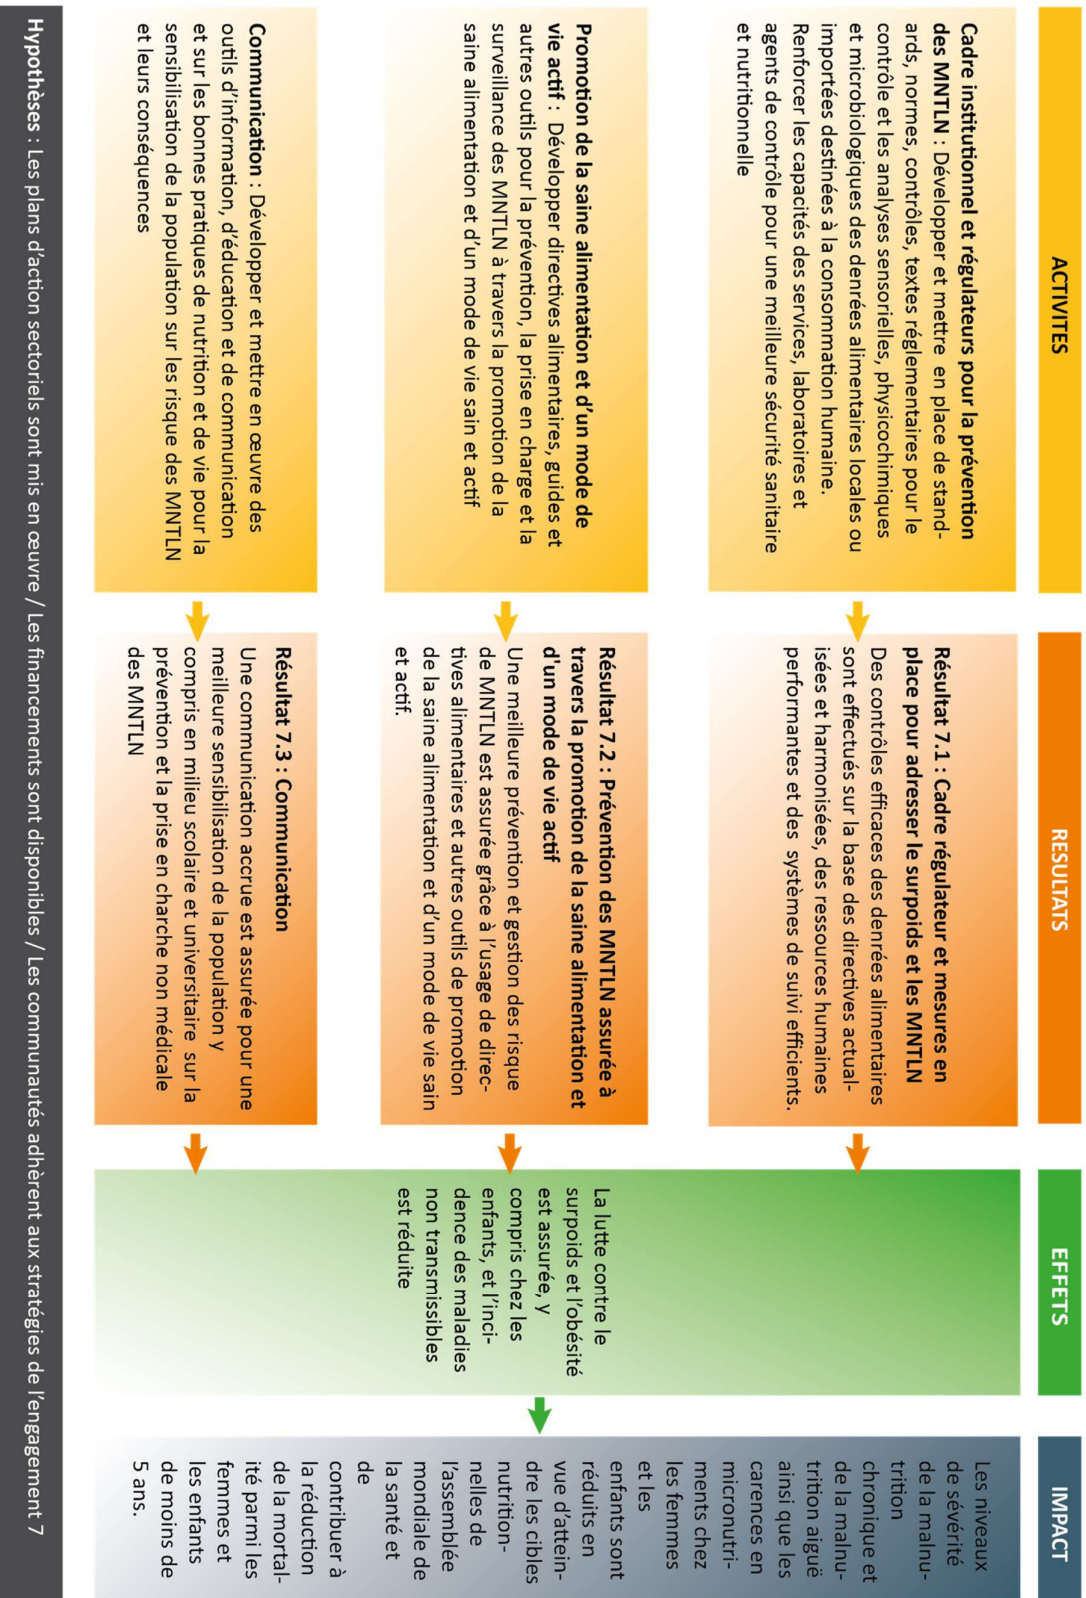 ACTIVITES
Cadre institutionnel et régulateurs pour la prévention
des MNTLN : Développer et mettre en place de stand-
ards, normes, contrôles, textes réglementaires pour le
contrôle et les analyses sensorielles, physicochimiques
et microbiologiques des denrées alimentaires locales ou
importées destinées à la consommation humaine.
Renforcer les capacités des services, laboratoires et
agents de contrôle pour une meilleure sécurité sanitaire
et nutritionnelle
Promotion de la saine alimentation et d'un mode de
vie actif : Développer directives alimentaires, guides et
autres outils pour la prévention, la prise en charge et la
surveillance des MNTLN à travers la promotion de la
saine alimentation et d'un mode de vie sain et actif
Communication : Développer et mettre en œuvre des
outils d'information, d'éducation et de communication
et sur les bonnes pratiques de nutrition et de vie pour la
sensibilisation de la population sur les risque des MNTLN
et leurs conséquences
RESULTATS
Résultat 7.1 : Cadre régulateur et mesures en
place pour adresser le surpoids et les MNTLN
Des contrôles efficaces des denrées alimentaires
sont effectués sur la base des directives actual-
isées et harmonisées, des ressources humaines
performantes et des systèmes de suivi efficients.
Résultat 7.2 : Prévention des MNTLN assurée à
travers la promotion de la saine alimentation et
d'un mode de vie actif
Une meilleure prévention et gestion des risque
de MNTLN est assurée grâce à l'usage de direc-
tives alimentaires et autres outils de promotion
de la saine alimentation et d'un mode de vie sain
et actif.
Résultat 7.3 : Communication
Une communication accrue est assurée pour une
meilleure sensibilisation de la population y
compris en milieu scolaire et universitaire sur la
prévention et la prise en charche non médicale
des MNTLN
EFFETS
La lutte contre le
surpoids et l'obésité
est assurée, y
compris chez les
enfants, et l'inci-
dence des maladies
non transmissibles
est réduite
IMPACT
Les niveaux
de sévérité
de la malnu-
trition
chronique et
de la malnu-
trition aiguë
ainsi que les
carences en
micronutri-
ments chez
les femmes
et les
enfants sont
réduits en
vue d'attein-
dre les cibles
nutrition-
nelles de
l'assemblée
mondiale de
la santé et
de
contribuer à
la réduction
de la mortal-
ité parmi les
femmes et
les enfants
de moins de
5 ans.
Hypothèses : Les plans d'action sectoriels sont mis en œuvre / Les financements sont disponibles / Les communautés adhèrent aux stratégies de l'engagement 7